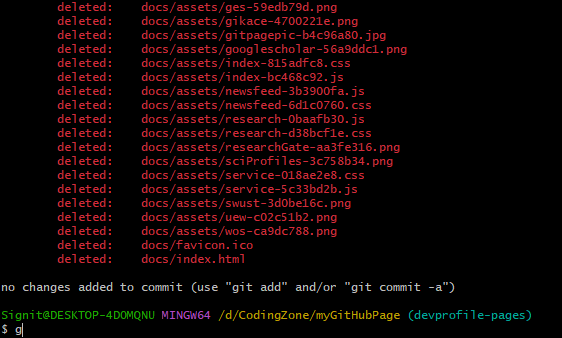 deleted: docs/assets/ges-59edb79d.png
deleted: docs/assets/gikace-4700221e.png
deleted: docs/assets/gitpagepic-b4c96a80.jpg
deleted: docs/assets/googlescholar-56a9ddc1.png
deleted: docs/assets/index-815adfc8.css
deleted: docs/assets/index-bc468c92.js
deleted: docs/assets/newsfeed-3b3900fa.js
deleted: docs/assets/newsfeed-6d1c0760.css
deleted: docs/assets/research-0baafb30.js
deleted: docs/assets/research-d38bcf1e.css
deleted: docs/assets/researchGate-aa3fe316.png
deleted: docs/assets/sciProfiles-3c758b34.png
deleted: docs/assets/service-018ae2e8.css
deleted: docs/assets/service-5c33bd2b.js
deleted: docs/assets/swust-3d0be16c.png
deleted: docs/assets/uew-c02c51b2.png
deleted: docs/assets/wos-ca9dc788.png
deleted: docs/favicon.ico
deleted: docs/index.html
no changes added to commit (use "git add" and/or "git commit -a")
Signit@DESKTOP-4DOMQNU MINGW64 /d/CodingZone/myGitHubPage (devprofile-pages)
$ g